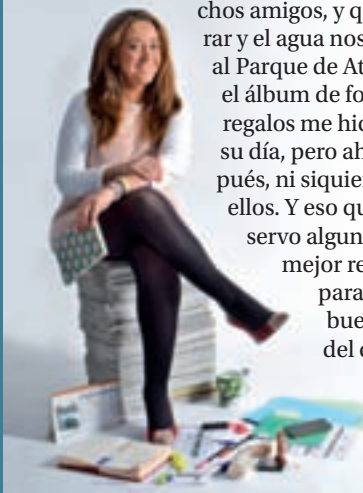 chos amigos, y q
rar y el agua nos
al Parque de At
el álbum de fo
regalos me hic
su día, pero ah
pués, ni siquie
ellos. Y eso qu
servo algun
mejor re
para
bue
del